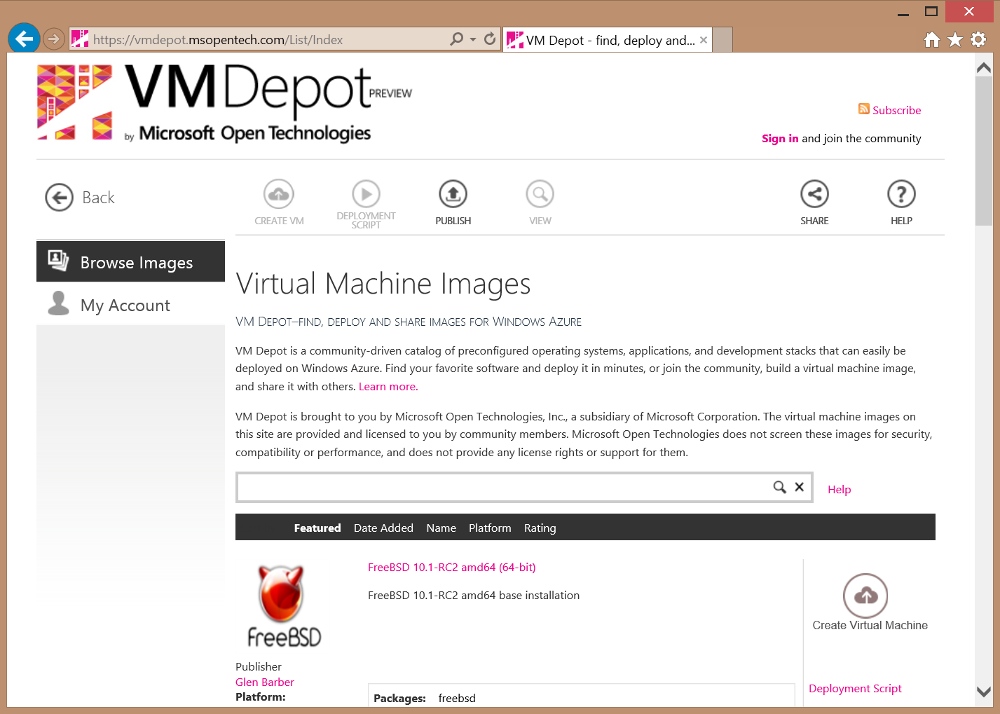 https://vmdepot.msopentech.com/List/Index
VM Depot - find, deploy and...
VMDepot PREVIEW
by Microsoft Open Technologies
Subscribe
Sign in and join the community
Back
CREATE VM
DEPLOYMENT
SCRIPT
PUBLISH
VIEW
SHARE
HELP
Browse Images
My Account
Virtual Machine Images
VM Depot–find, deploy and share images for Windows Azure
VM Depot is a community-driven catalog of preconfigured operating systems, applications, and development stacks that can easily be
deployed on Windows Azure. Find your favorite software and deploy it in minutes, or join the community, build a virtual machine image,
and share it with others. Learn more.
VM Depot is brought to you by Microsoft Open Technologies, Inc., a subsidiary of Microsoft Corporation. The virtual machine images on
this site are provided and licensed to you by community members. Microsoft Open Technologies does not screen these images for security,
compatibility or performance, and does not provide any license rights or support for them.
Help
Featured Date Added Name Platform Rating
FreeBSD 10.1-RC2 amd64 (64-bit)
FreeBSD 10.1-RC2 amd64 base installation
FreeBSD
Create Virtual Machine
Publisher
Glen Barber
Platform:
Packages: freebsd
Deployment Script